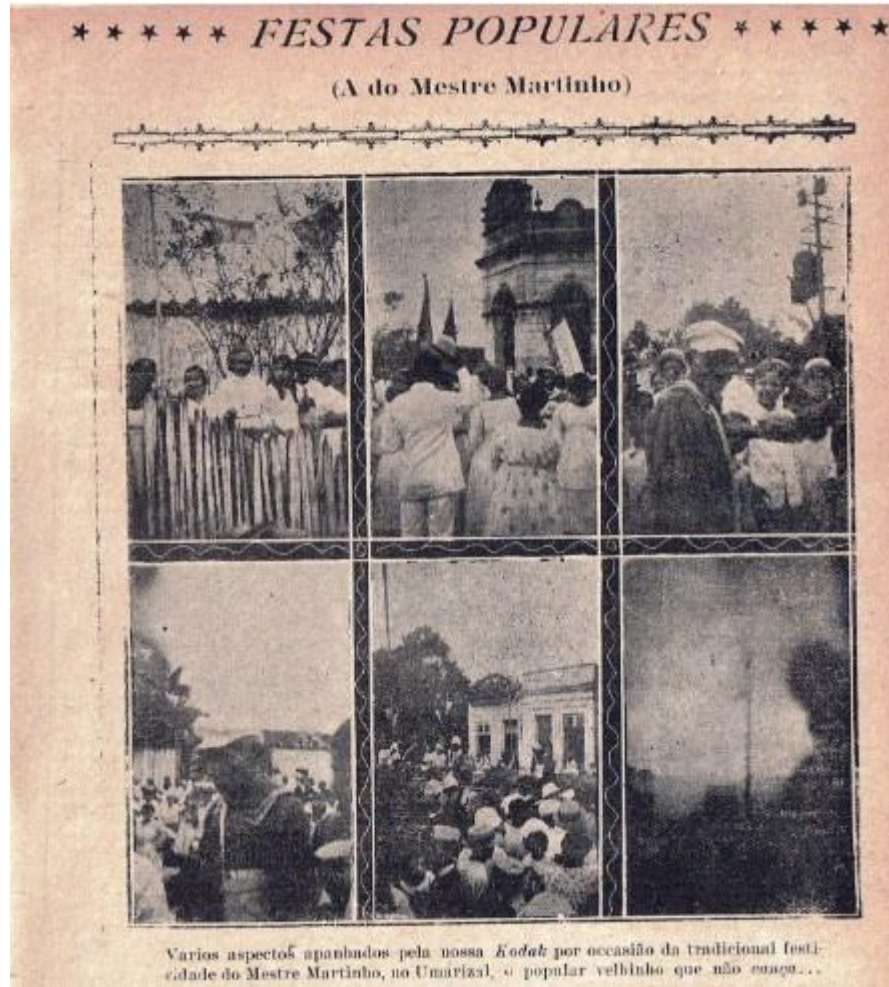 FESTAS POPULARES
(A do Mestre Martinho)
Varios aspectos apanhados pela nossa Kodak por occasião da tradicional festi-
vidade do Mestre Martinho, no Umarizal, o popular velhinho que não cança...